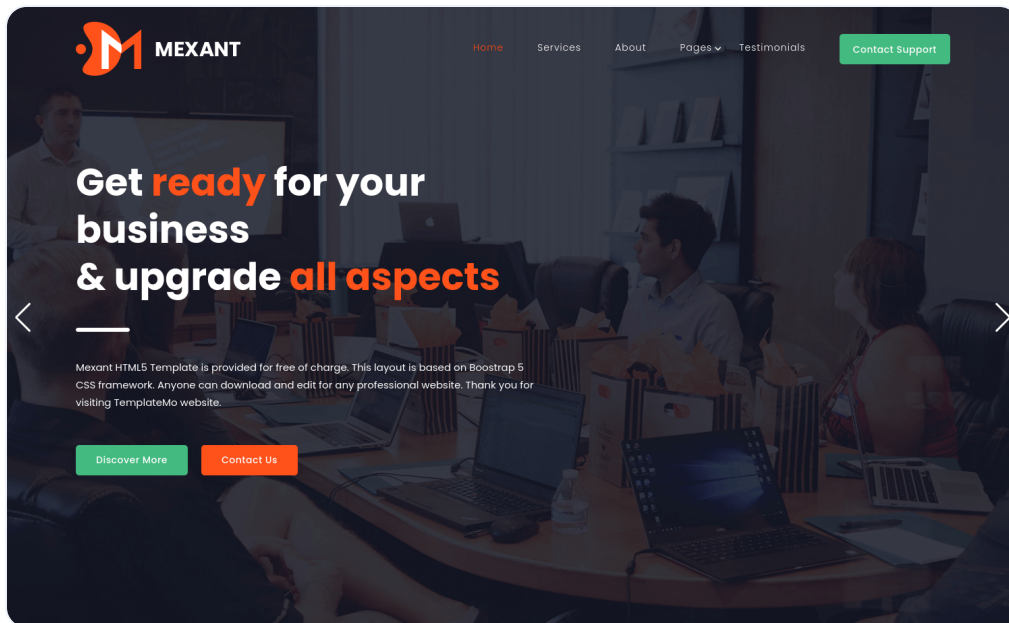 MEXANT
Home Services About Pages Testimonials Contact Support
Get ready for your
business
& upgrade all aspects
Mexant HTML5 Template is provided for free of charge. This layout is based on Boostrap 5
CSS framework. Anyone can download and edit for any professional website. Thank you for
visiting TemplateMo website.
Discover More Contact Us